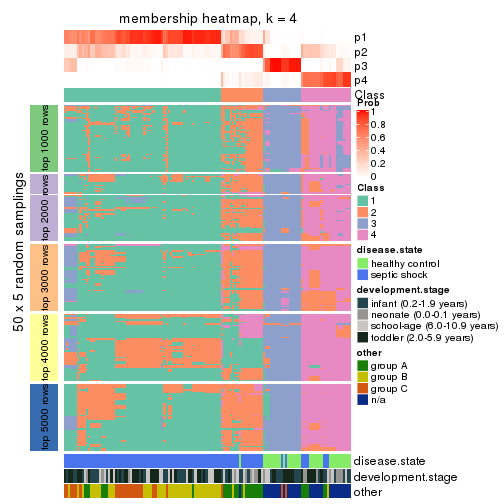 membership heatmap, k = 4
p1
p2
p3
p4
Class
50 x 5 random samplings
top 1000 rows
top 2000 rows
top 3000 rows
top 4000 rows
top 5000 rows
disease.state
development.stage
other
Prob
1
0.8
0.6
0.4
0.2
0
Class
1
2
3
4
disease.state
healthy control
septic shock
development.stage
infant (0.2-1.9 years)
neonate (0.0-0.1 years)
school-age (6.0-10.9 years)
toddler (2.0-5.9 years)
other
group A
group B
group C
n/a